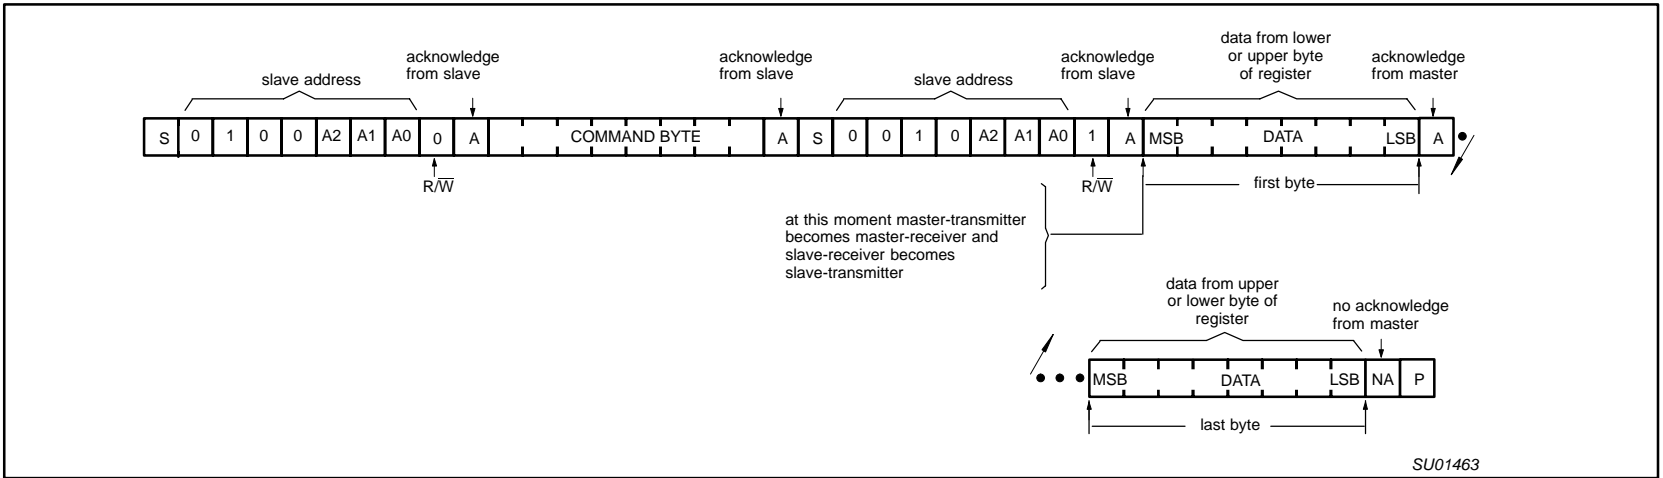 slave address
acknowledge
from slave
acknowledge
from slave
slave address
acknowledge
from slave
data from lower
or upper byte
of register
acknowledge
from master
S 0 1 0 0 A2 A1 A0 0 A COMMAND BYTE A S 0 0 1 0 A2 A1 A0 1 A MSB DATA LSB A
R/W̅
R/W̅
first byte
at this moment master-transmitter
becomes master-receiver and
slave-receiver becomes
slave-transmitter
data from upper
or lower byte of
register
no acknowledge
from master
MSB DATA LSB NA P
last byte
SU01463